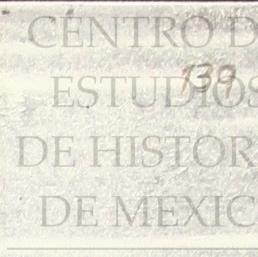 CENTRO D
139
ESTUDIOS
DE HISTOR
DE MEXIC